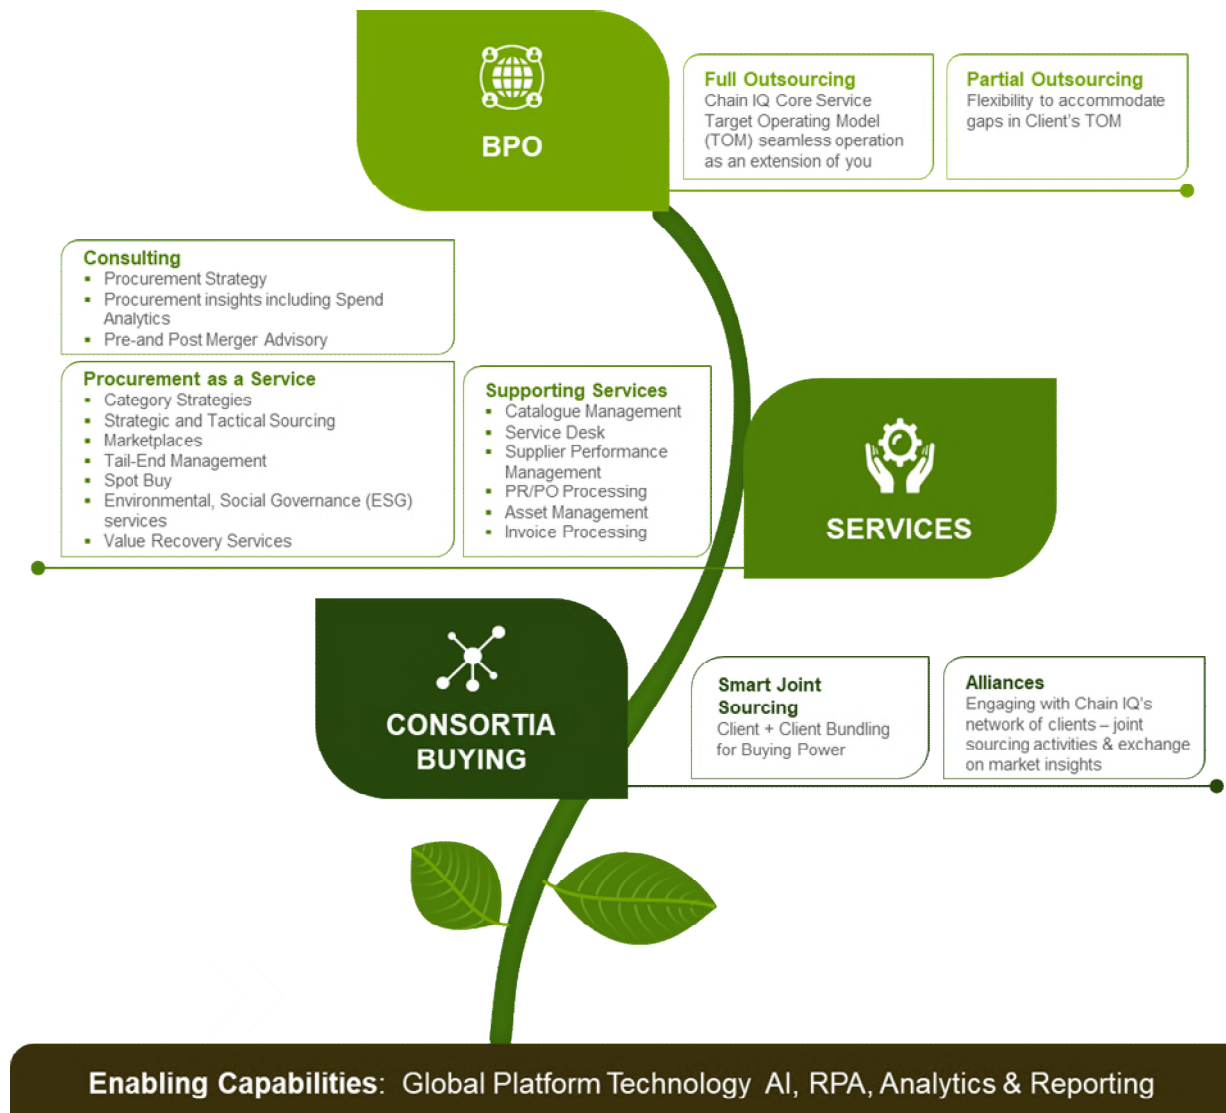 BPO
Full Outsourcing
Chain IQ Core Service
Target Operating Model
(TOM) seamless operation
as an extension of you
Partial Outsourcing
Flexibility to accommodate
gaps in Client's TOM
Consulting
▪ Procurement Strategy
▪ Procurement insights including Spend
Analytics
▪ Pre-and Post Merger Advisory
Procurement as a Service
▪ Category Strategies
▪ Strategic and Tactical Sourcing
▪ Marketplaces
▪ Tail-End Management
▪ Spot Buy
▪ Environmental, Social Governance (ESG)
services
▪ Value Recovery Services
Supporting Services
▪ Catalogue Management
▪ Service Desk
▪ Supplier Performance
Management
▪ PR/PO Processing
▪ Asset Management
▪ Invoice Processing
SERVICES
CONSORTIA
BUYING
Smart Joint
Sourcing
Client + Client Bundling
for Buying Power
Alliances
Engaging with Chain IQ's
network of clients – joint
sourcing activities & exchange
on market insights
Enabling Capabilities: Global Platform Technology AI, RPA, Analytics & Reporting